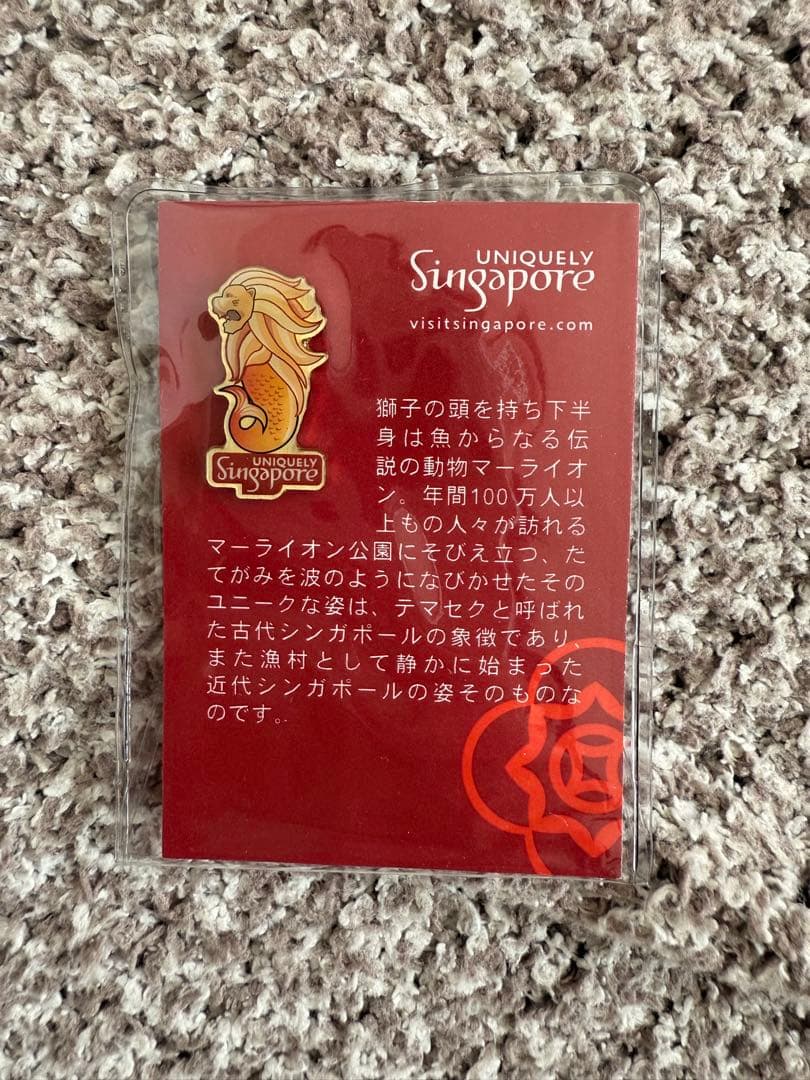 UNIQUELY
Singapore
visitsingapore.com
UNIQUELY
Singapore
獅子の頭を持ち下半
身は魚からなる伝
説の動物マーライオ
ン。年間100万人以
上もの人々が訪れる
マーライオン公園にそびえ立つ、た
てがみを波のようになびかせたその
ユニークな姿は、テマセクと呼ばれ
た古代シンガポールの象徴であり、
また漁村として静かに始まった
近代シンガポールの姿そのものな
のです。